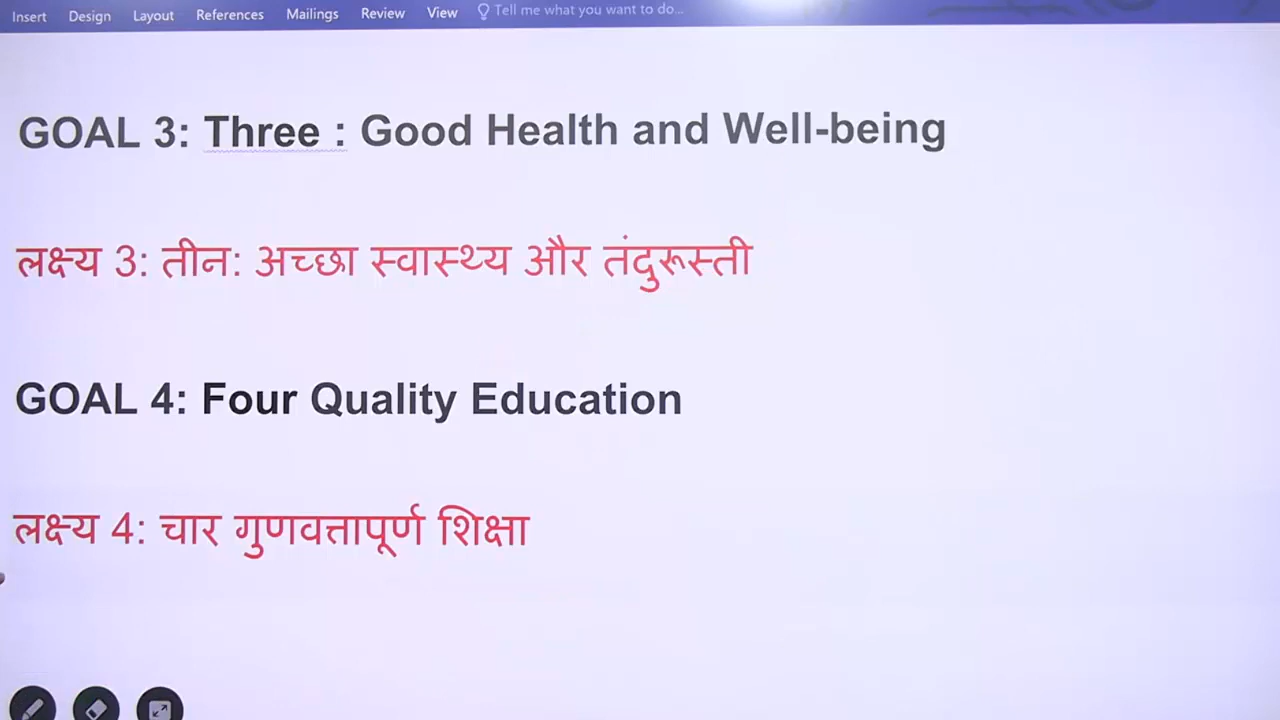 Insert Design Layout References Mailings Review View Tell me what you want to do...
GOAL 3: Three : Good Health and Well-being
लक्ष्य 3: तीन: अच्छा स्वास्थ्य और तंदुरूस्ती
GOAL 4: Four Quality Education
लक्ष्य 4: चार गुणवत्तापूर्ण शिक्षा